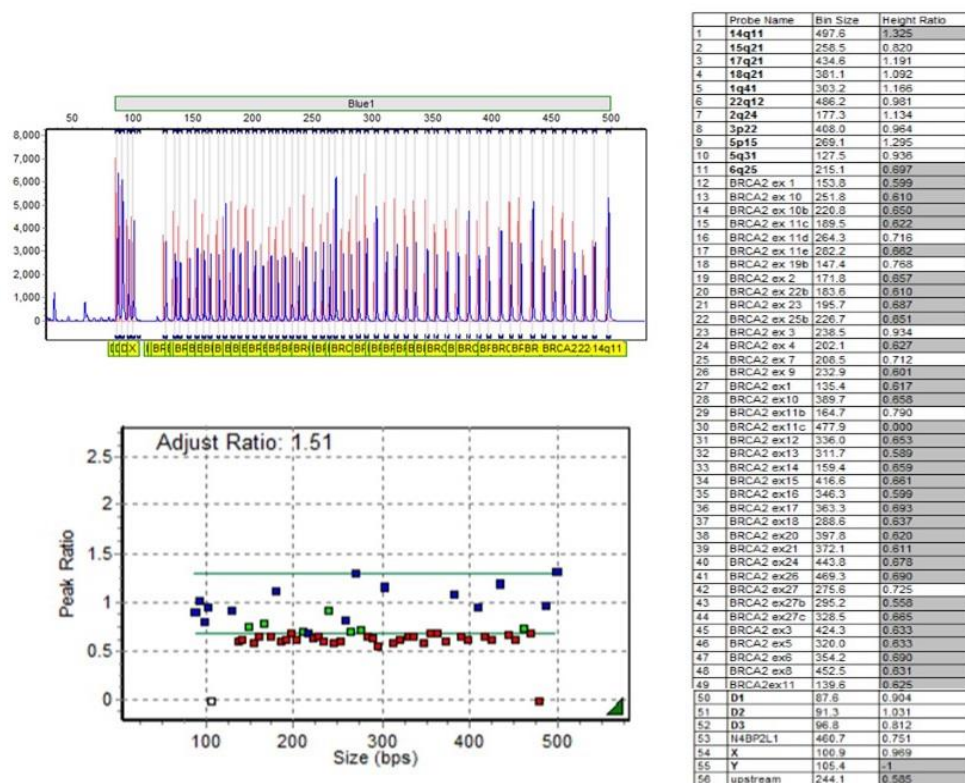 Blue1
50 100 150 200 250 300 350 400 450 500
8,000
7,000
6,000
5,000
4,000
3,000
2,000
1,000
0
BRCA2 22 14q11
Adjust Ratio: 1.51
2.5
2
1.5
1
0.5
0
Peak Ratio
100 200 300 400 500
Size (bps)
Probe Name Bin Size Height Ratio
1 14q11 497.6 1.325
2 15q21 258.5 0.820
3 17q21 434.6 1.191
4 18q21 381.1 1.092
5 1q41 303.2 1.166
6 22q12 486.2 0.981
7 2q24 177.3 1.134
8 3p22 408.0 0.964
9 5p15 269.1 1.295
10 5q31 127.5 0.936
11 6q25 215.1 0.697
12 BRCA2 ex 1 153.8 0.599
13 BRCA2 ex 10 251.8 0.610
14 BRCA2 ex 10b 220.8 0.650
15 BRCA2 ex 11c 189.5 0.622
16 BRCA2 ex 11d 264.3 0.716
17 BRCA2 ex 11e 282.2 0.662
18 BRCA2 ex 19b 147.4 0.768
19 BRCA2 ex 2 171.8 0.657
20 BRCA2 ex 22b 183.6 0.610
21 BRCA2 ex 23 195.7 0.687
22 BRCA2 ex 25b 226.7 0.651
23 BRCA2 ex 3 238.5 0.934
24 BRCA2 ex 4 202.1 0.627
25 BRCA2 ex 7 208.5 0.712
26 BRCA2 ex 9 232.9 0.601
27 BRCA2 ex1 135.4 0.617
28 BRCA2 ex10 389.7 0.658
29 BRCA2 ex11b 164.7 0.790
30 BRCA2 ex11c 477.9 0.000
31 BRCA2 ex12 336.0 0.653
32 BRCA2 ex13 311.7 0.589
33 BRCA2 ex14 159.4 0.659
34 BRCA2 ex15 416.6 0.661
35 BRCA2 ex16 346.3 0.599
36 BRCA2 ex17 363.3 0.693
37 BRCA2 ex18 288.6 0.637
38 BRCA2 ex20 397.8 0.620
39 BRCA2 ex21 372.1 0.611
40 BRCA2 ex24 443.8 0.678
41 BRCA2 ex26 469.3 0.690
42 BRCA2 ex27 275.6 0.725
43 BRCA2 ex27b 295.2 0.558
44 BRCA2 ex27c 328.5 0.665
45 BRCA2 ex3 424.3 0.633
46 BRCA2 ex5 320.0 0.633
47 BRCA2 ex6 354.2 0.690
48 BRCA2 ex8 452.5 0.631
49 BRCA2ex11 139.6 0.625
50 D1 87.6 0.904
51 D2 91.3 1.031
52 D3 96.8 0.812
53 N4BP2L1 460.7 0.751
54 X 100.9 0.969
55 Y 105.4 -1
56 upstream 244.1 0.585